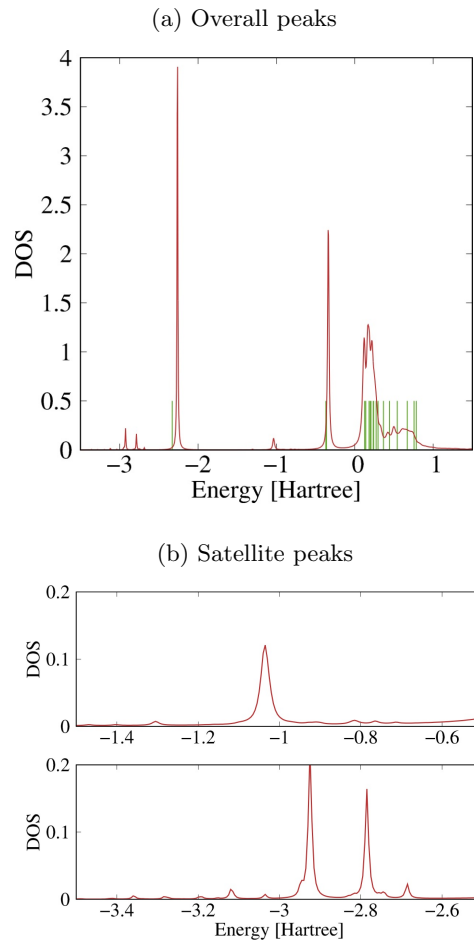 (a) Overall peaks
4
3.5
3
2.5
2
1.5
1
0.5
0
DOS
−3 −2 −1 0 1
Energy [Hartree]
(b) Satellite peaks
0.2
0.1
0
DOS
−1.4 −1.2 −1 −0.8 −0.6
0.2
0.1
0
DOS
−3.4 −3.2 −3 −2.8 −2.6
Energy [Hartree]